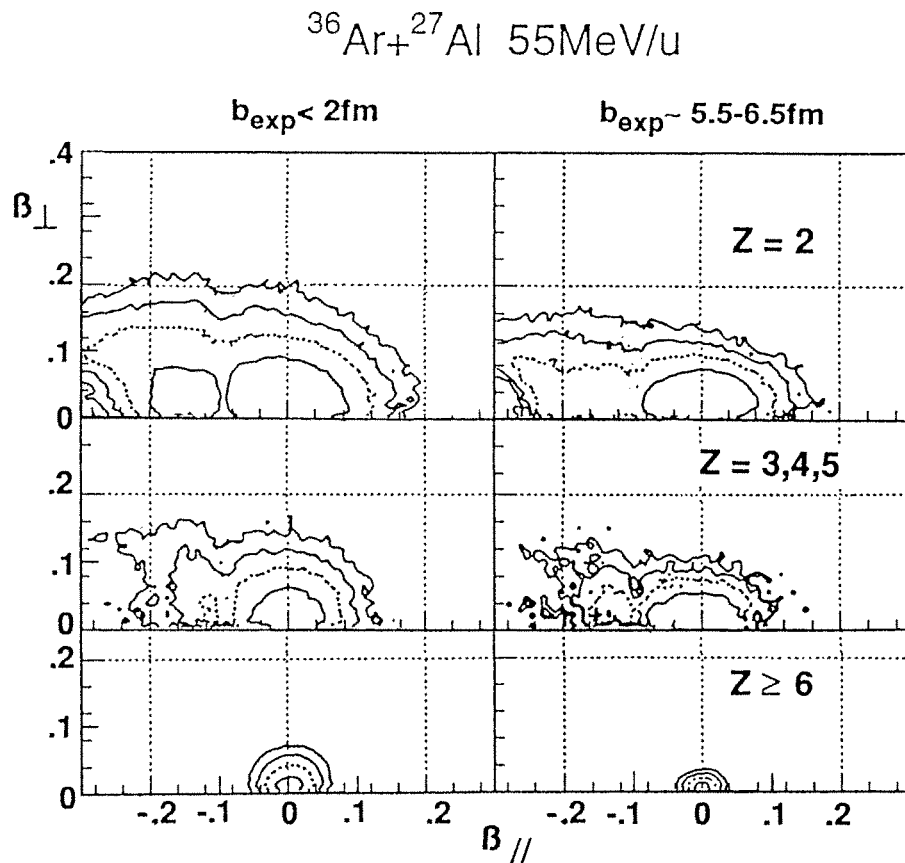 ³⁶Ar+²⁷Al 55MeV/u
b_exp< 2fm
b_exp~ 5.5-6.5fm
.4
ß⊥
Z = 2
.2
.1
0
Z = 3,4,5
.2
.1
0
.2
Z ≥ 6
.1
0
-.2 -.1 0 .1 .2 -.2 -.1 0 .1 .2
ß//